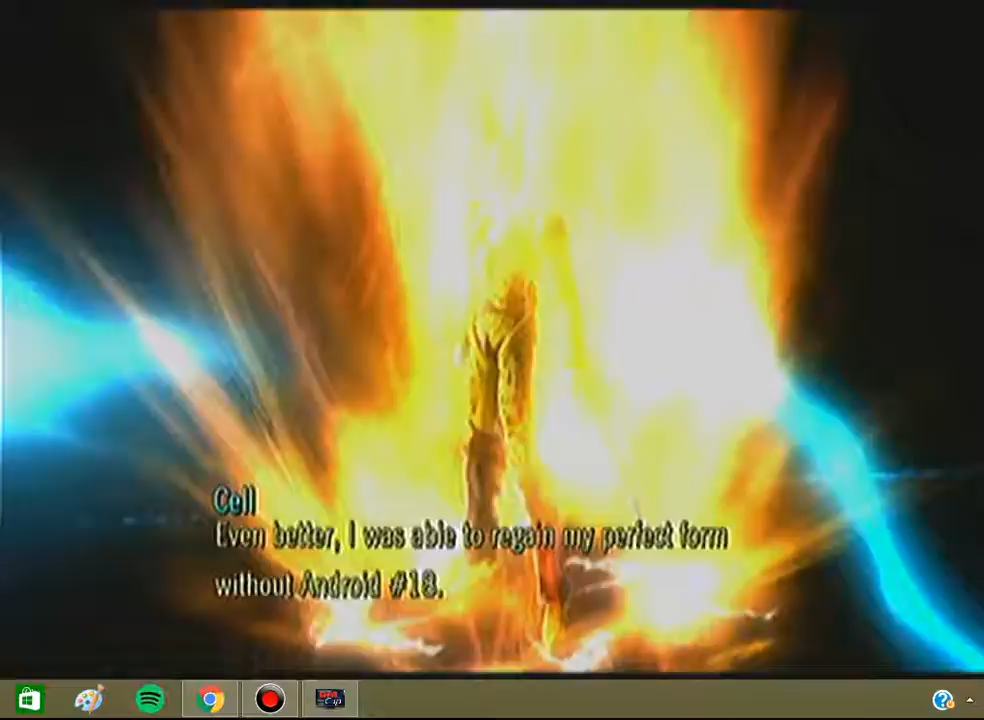 Cell
Even better, I was able to regain my perfect form
without Android #18.